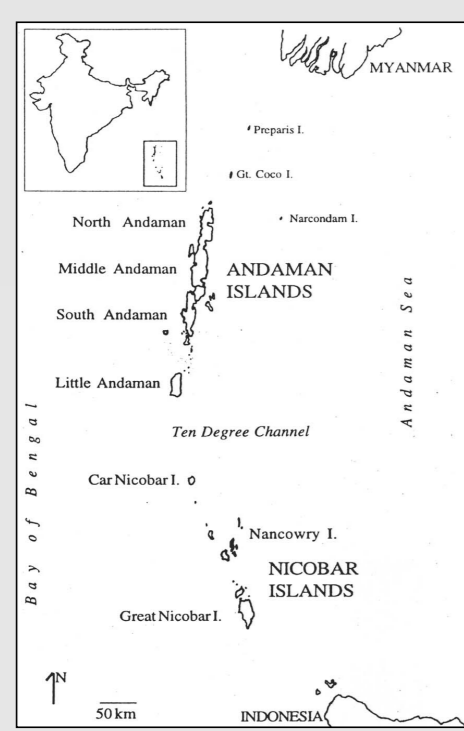 MYANMAR
Preparis I.
Gt. Coco I.
North Andaman
Narcondam I.
Middle Andaman
ANDAMAN
ISLANDS
South Andaman
Andaman Sea
Little Andaman
Ten Degree Channel
Bay of Bengal
Car Nicobar I.
Nancowry I.
NICOBAR
ISLANDS
Great Nicobar I.
N
50 km
INDONESIA